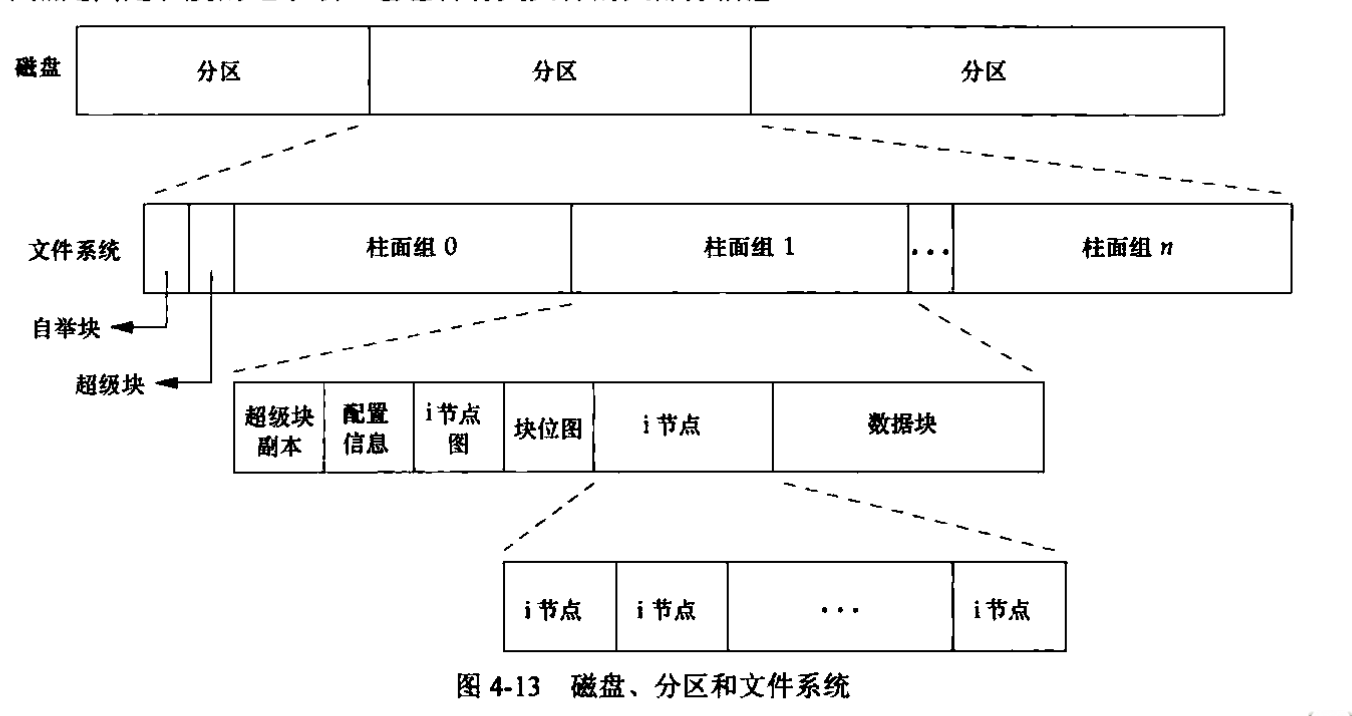 磁盘
分区
分区
分区
文件系统
柱面组 0
柱面组 1
...
柱面组 n
自举块
超级块
超级块
副本
配置
信息
i节点
图
块位图
i 节点
数据块
i 节点
i 节点
...
i 节点
图 4-13 磁盘、分区和文件系统